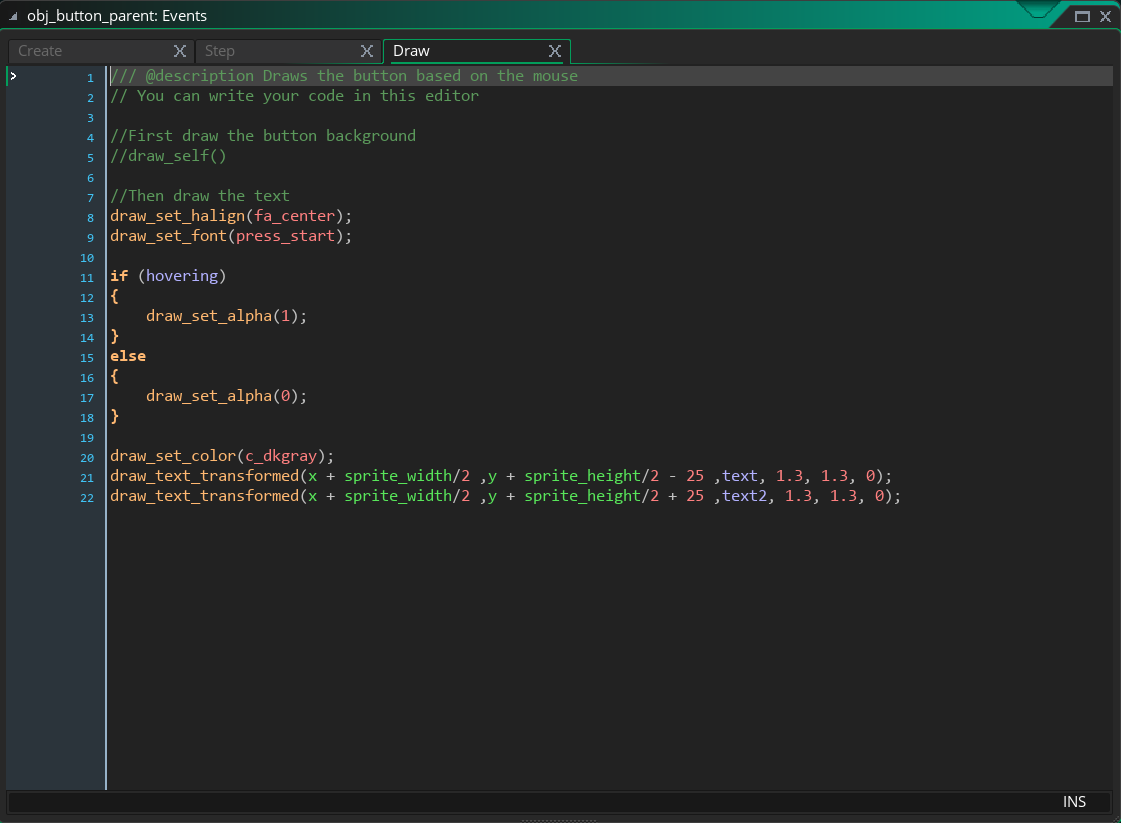 obj_button_parent: Events
Create X Step X Draw X
1 /// @description Draws the button based on the mouse
2 // You can write your code in this editor
3
4 //First draw the button background
5 //draw_self()
6
7 //Then draw the text
8 draw_set_halign(fa_center);
9 draw_set_font(press_start);
10
11 if (hovering)
12 {
13     draw_set_alpha(1);
14 }
15 else
16 {
17     draw_set_alpha(0);
18 }
19
20 draw_set_color(c_dkgray);
21 draw_text_transformed(x + sprite_width/2 ,y + sprite_height/2 - 25 ,text, 1.3, 1.3, 0);
22 draw_text_transformed(x + sprite_width/2 ,y + sprite_height/2 + 25 ,text2, 1.3, 1.3, 0);
INS